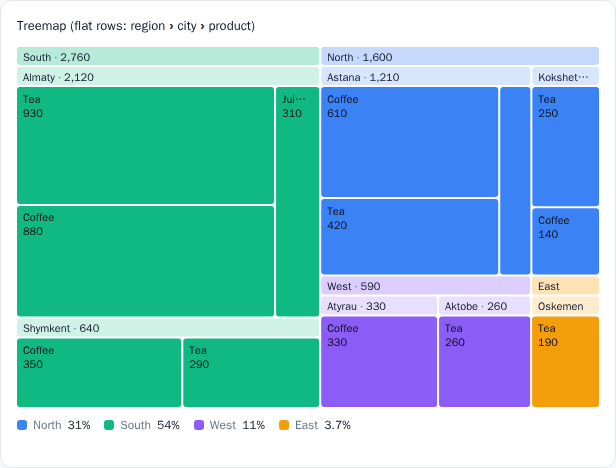 Treemap (flat rows: region › city › product)
South · 2,760
North · 1,600
Almaty · 2,120
Astana · 1,210
Kokshet···
Tea
930
Jui···
310
Coffee
610
Tea
250
Coffee
880
Tea
420
Coffee
140
West · 590
East
Atyrau · 330
Aktobe · 260
Oskemen
Shymkent · 640
Coffee
330
Tea
260
Tea
190
Coffee
350
Tea
290
North 31%
South 54%
West 11%
East 3.7%